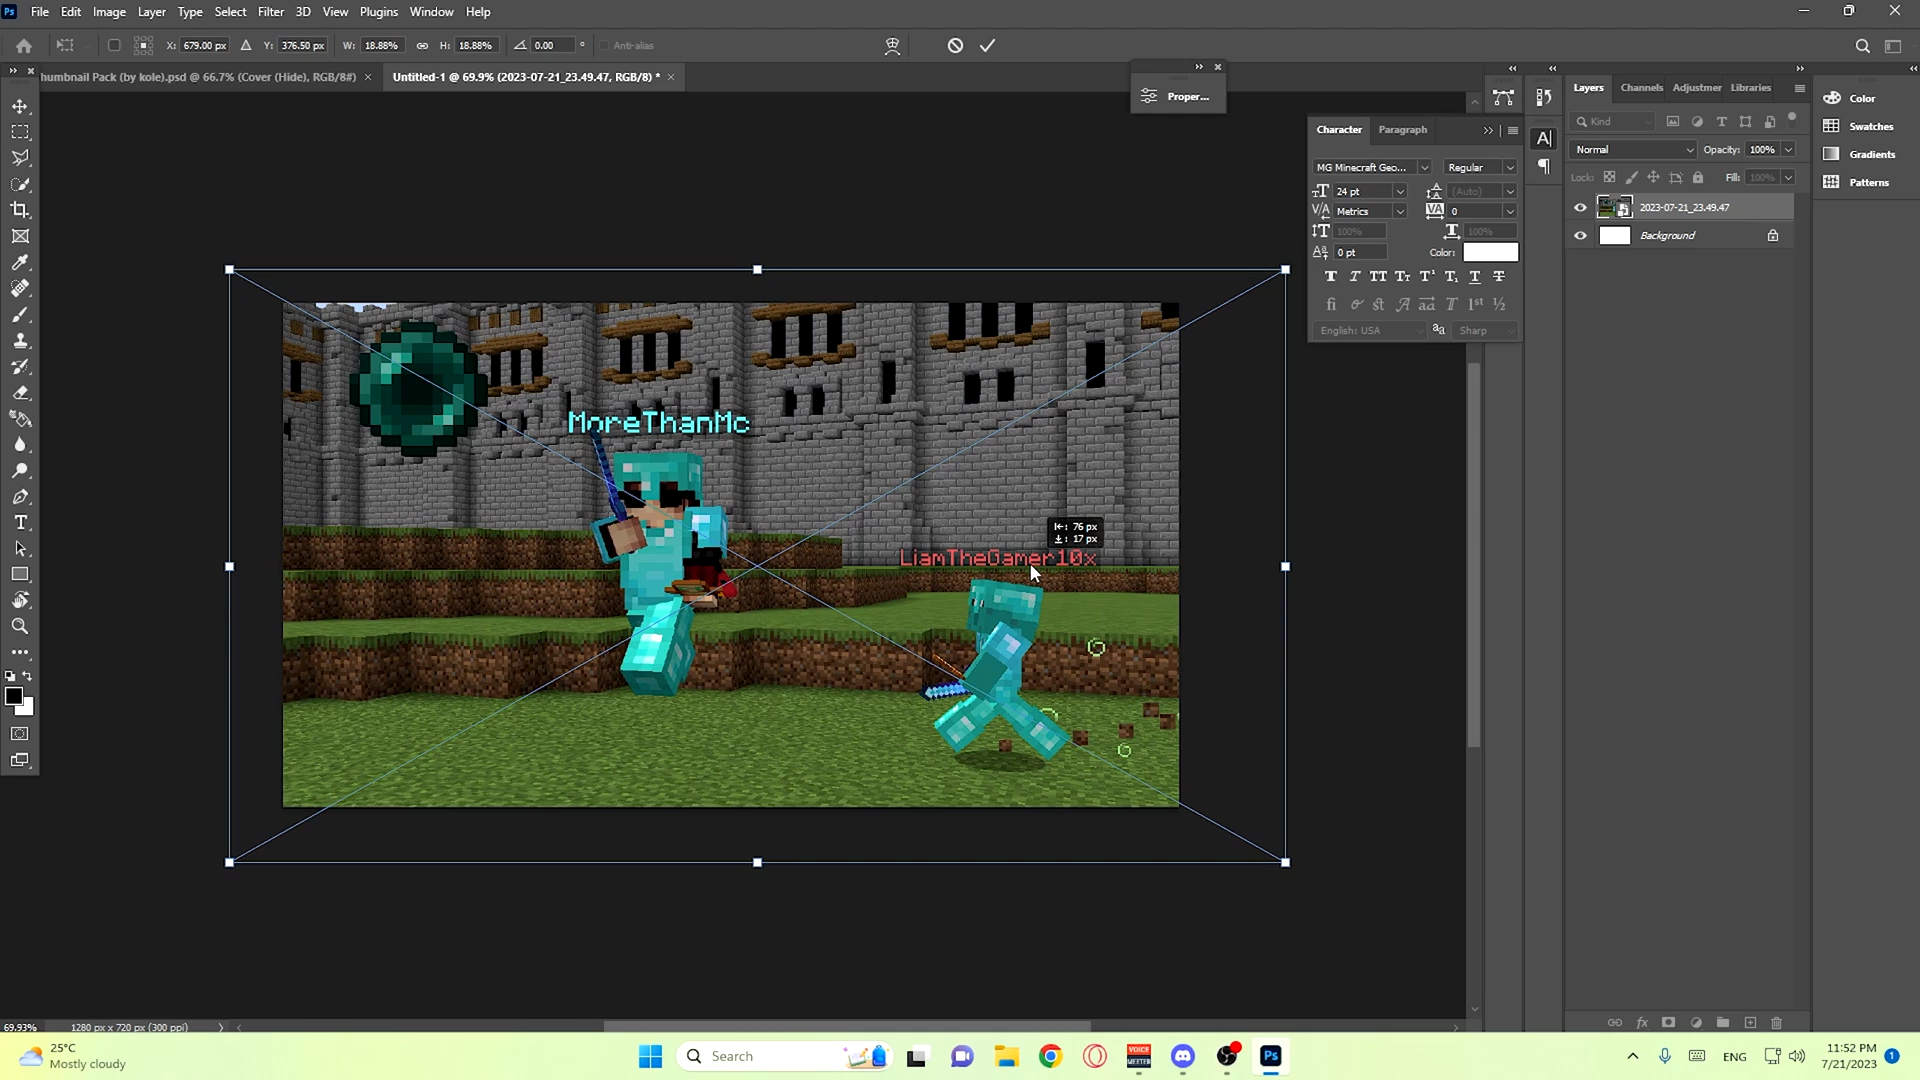 Ps File Edit Image Layer Type Select Filter 3D View Plugins Window Help
X: 679.00 px Y: 376.50 px W: 18.88% H: 18.88% 0.00 ° Anti-alias
humbnail Pack (by kole).psd @ 66.7% (Cover (Hide), RGB/8#) × Untitled-1 @ 69.9% (2023-07-21_23.49.47, RGB/8) * ×
Proper...
Layers Channels Adjustmer Libraries
Color
Kind
Swatches
Character Paragraph
Normal Opacity: 100%
Gradients
MG Minecraft Geo... Regular
Lock: Fill: 100%
Patterns
24 pt (Auto)
Metrics 0
2023-07-21_23.49.47
100% 100%
Background
0 pt Color:
English: USA aa Sharp
MoreThanMc
76 px
17 px
LiamTheGamer10x
69.93% 1280 px x 720 px (300 ppi)
25°C
Mostly cloudy
Search
VOICE MEETER
Ps
ENG
11:52 PM
7/21/2023
1